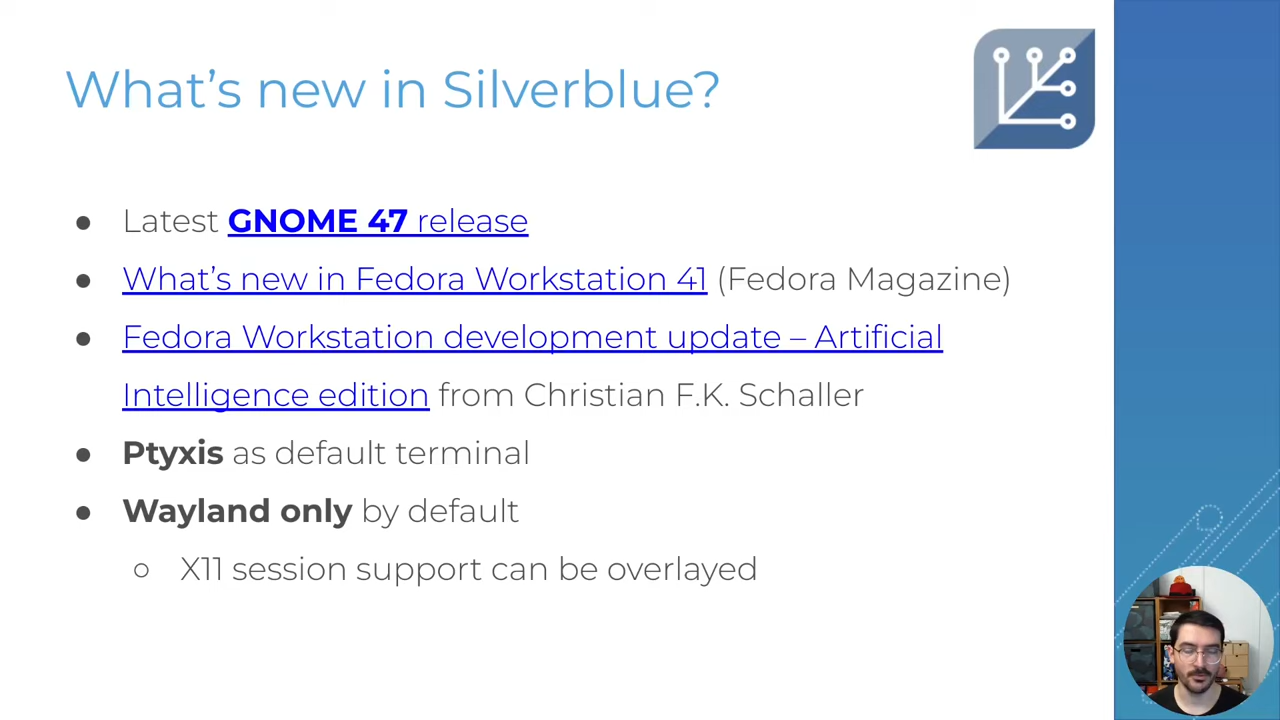 What's new in Silverblue?
● Latest GNOME 47 release
● What's new in Fedora Workstation 41 (Fedora Magazine)
● Fedora Workstation development update – Artificial
Intelligence edition from Christian F.K. Schaller
● Ptyxis as default terminal
● Wayland only by default
○ X11 session support can be overlayed